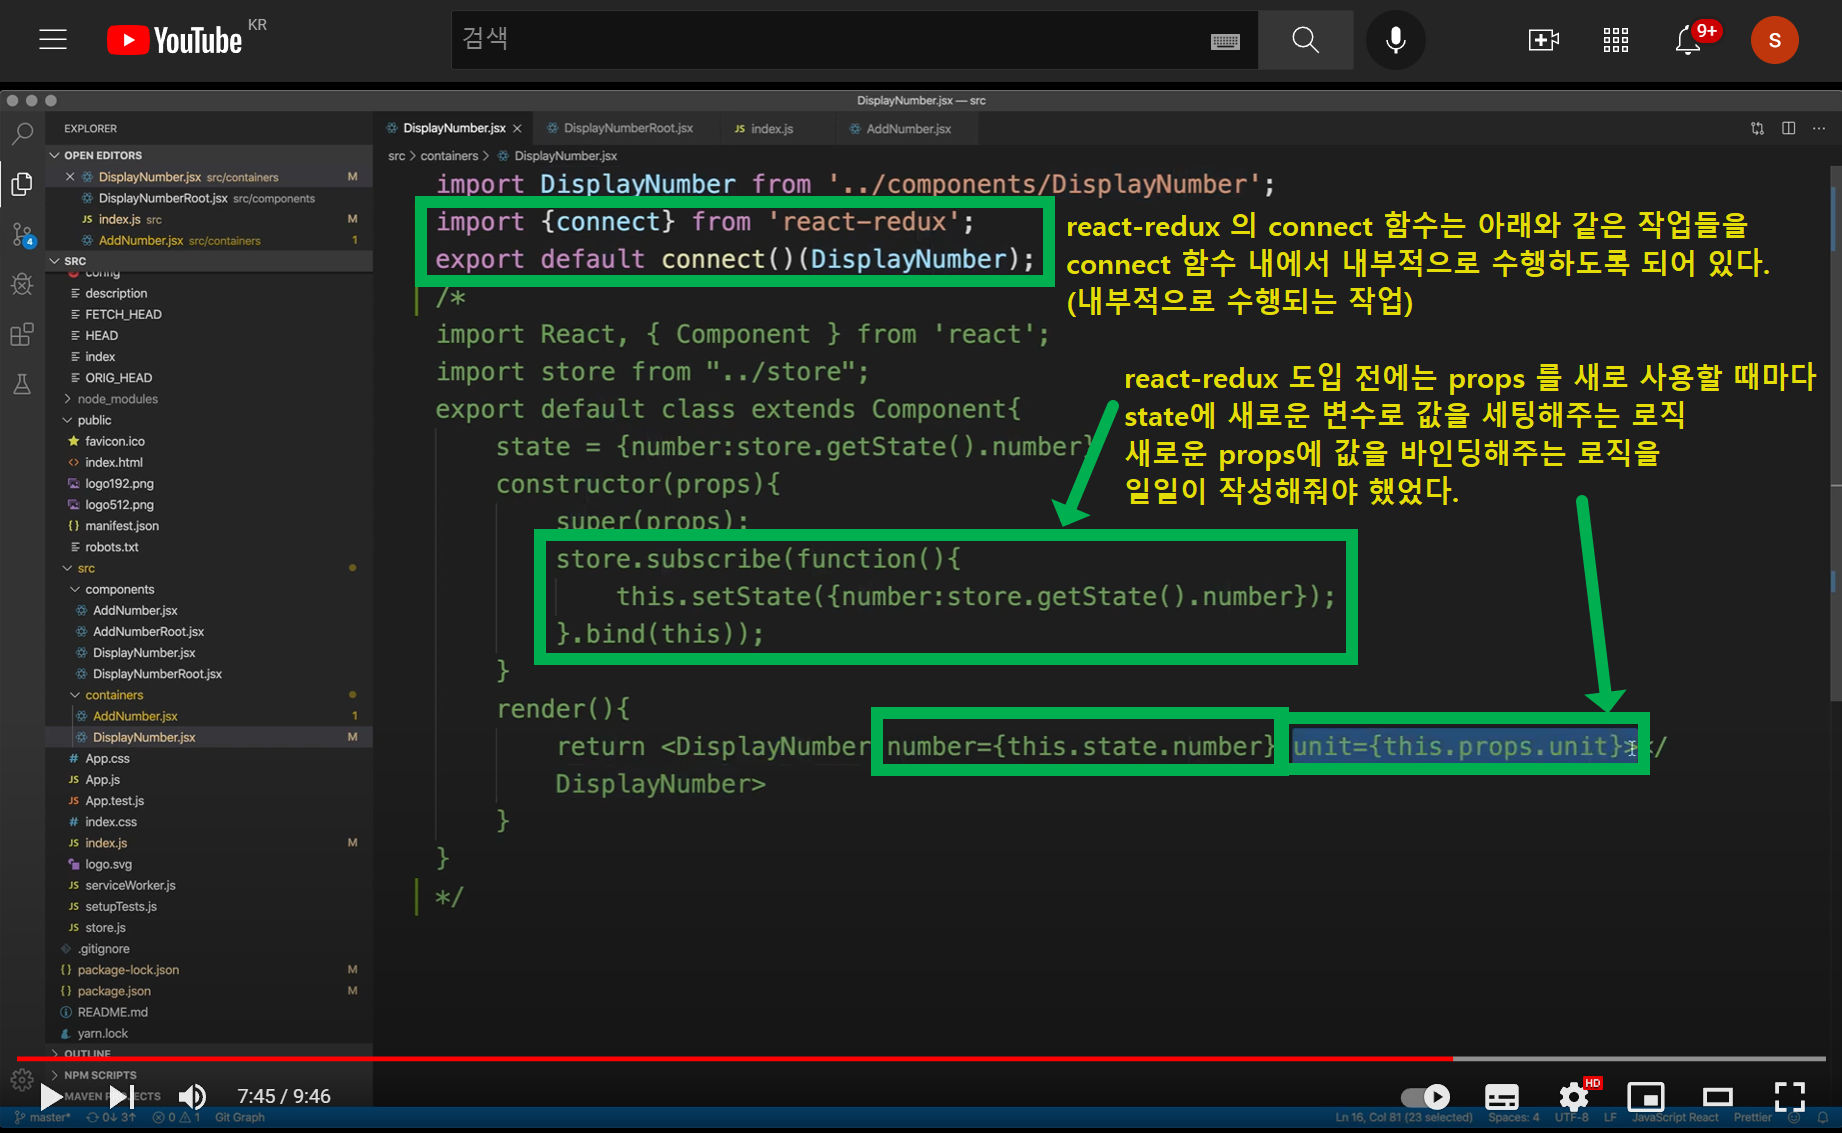 YouTube KR
검색
9+
S
DisplayNumber.jsx — src
EXPLORER
OPEN EDITORS
DisplayNumber.jsx src/containers M
DisplayNumberRoot.jsx src/components
JS index.js src M
AddNumber.jsx src/containers 1
4
SRC
config
description
FETCH_HEAD
HEAD
index
ORIG_HEAD
node_modules
public
favicon.ico
index.html
logo192.png
logo512.png
manifest.json
robots.txt
src
components
AddNumber.jsx
AddNumberRoot.jsx
DisplayNumber.jsx
DisplayNumberRoot.jsx
containers
AddNumber.jsx 1
DisplayNumber.jsx M
# App.css
JS App.js
JS App.test.js
# index.css
JS index.js M
logo.svg
JS serviceWorker.js
JS setupTests.js
JS store.js
.gitignore
{} package-lock.json M
{} package.json M
README.md
yarn.lock
OUTLINE
NPM SCRIPTS
DisplayNumber.jsx DisplayNumberRoot.jsx JS index.js AddNumber.jsx
src > containers > DisplayNumber.jsx
import DisplayNumber from '../components/DisplayNumber';
import {connect} from 'react-redux';
export default connect()(DisplayNumber);
/*
import React, { Component } from 'react';
import store from "../store";
export default class extends Component{
state = {number:store.getState().number}
constructor(props){
super(props);
store.subscribe(function(){
this.setState({number:store.getState().number});
}.bind(this));
}
render(){
return <DisplayNumber number={this.state.number} unit={this.props.unit}></
DisplayNumber>
}
}
*/
react-redux 의 connect 함수는 아래와 같은 작업들을
connect 함수 내에서 내부적으로 수행하도록 되어 있다.
(내부적으로 수행되는 작업)
react-redux 도입 전에는 props 를 새로 사용할 때마다
state에 새로운 변수로 값을 세팅해주는 로직
새로운 props에 값을 바인딩해주는 로직을
일일이 작성해줘야 했었다.
7:45 / 9:46
HD
master* 0↓ 3↑ 0 1 Git Graph
Ln 16, Col 81 (23 selected) Spaces: 4 UTF-8 LF JavaScript React Prettier